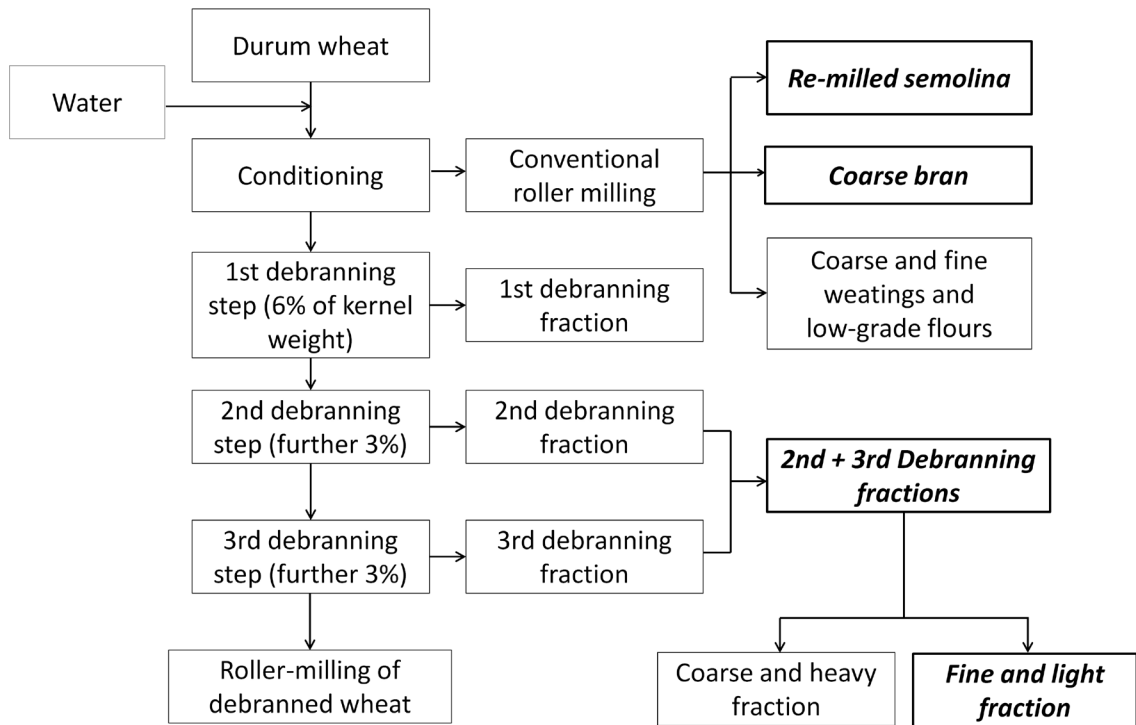 Durum wheat
Water
Conditioning
Conventional
roller milling
Re-milled semolina
Coarse bran
Coarse and fine
weatings and
low-grade flours
1st debranning
step (6% of kernel
weight)
1st debranning
fraction
2nd debranning
step (further 3%)
2nd debranning
fraction
3rd debranning
step (further 3%)
3rd debranning
fraction
2nd + 3rd Debranning
fractions
Roller-milling of
debranned wheat
Coarse and heavy
fraction
Fine and light
fraction